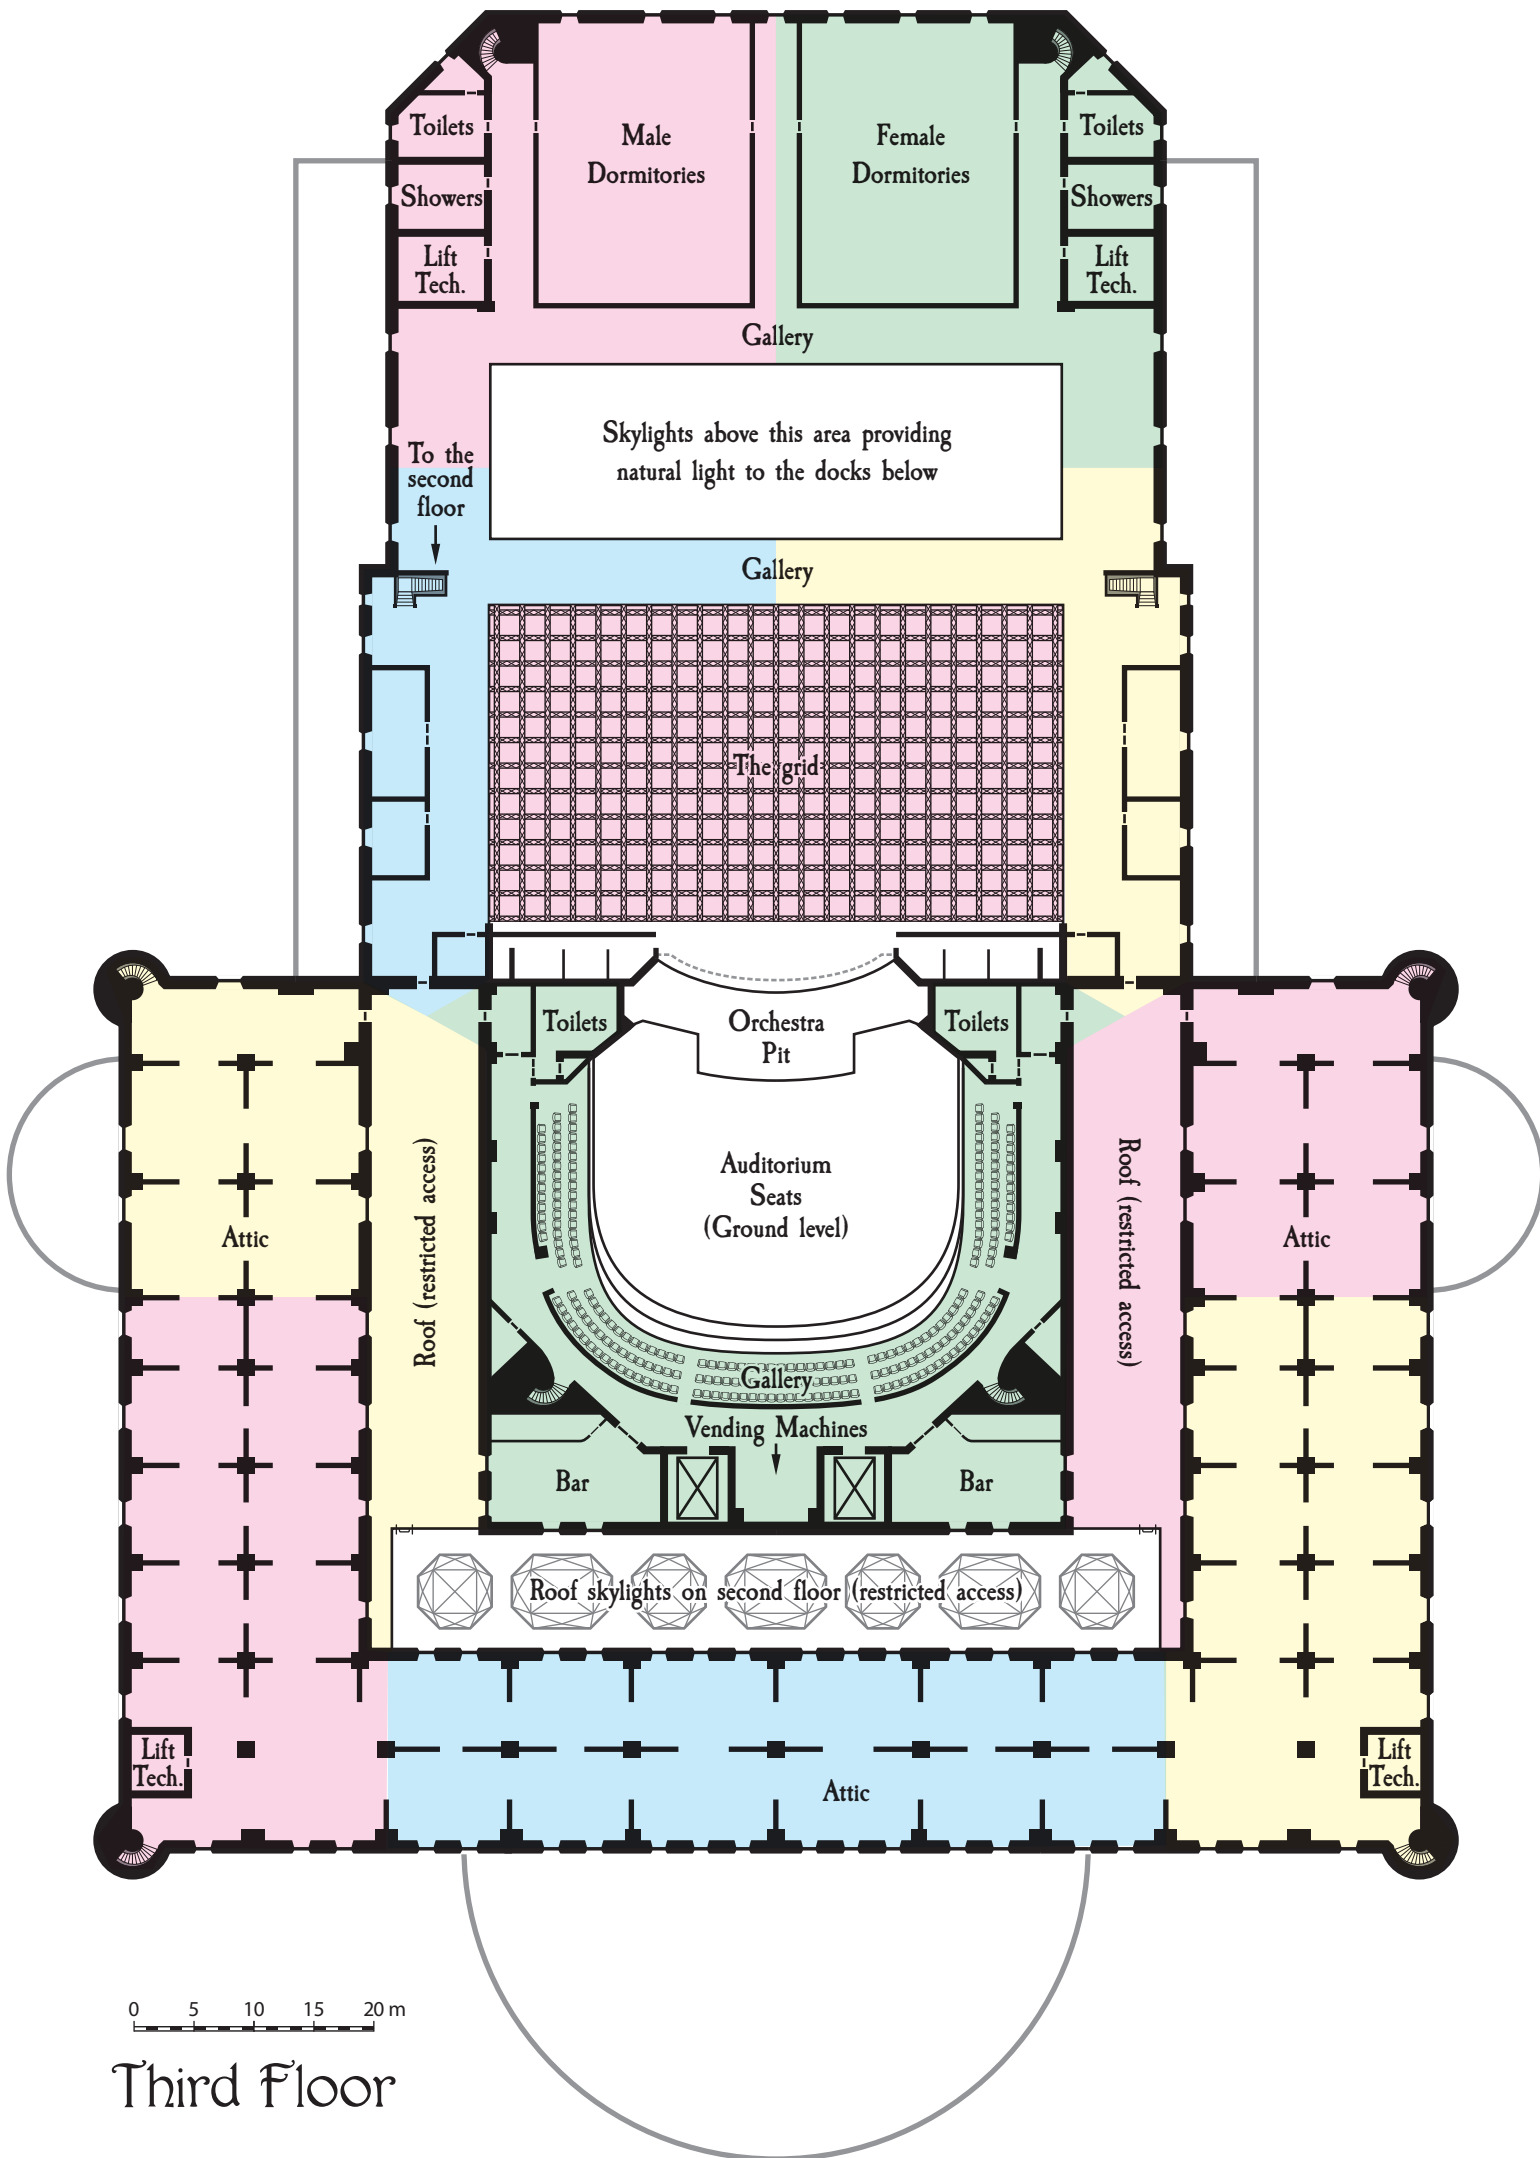 Toilets
Male
Dormitories
Female
Dormitories
Toilets
Showers
Showers
Lift
Tech.
Lift
Tech.
Gallery
Skylights above this area providing
natural light to the docks below
To the
second
floor
Gallery
The grid
Toilets
Orchestra
Pit
Toilets
Auditorium
Seats
(Ground level)
Attic
Roof (restricted access)
Roof (restricted access)
Attic
Gallery
Vending Machines
Bar
Bar
Roof skylights on second floor (restricted access)
Lift
Tech.
Attic
Lift
Tech.
0 5 10 15 20 m
Third Floor